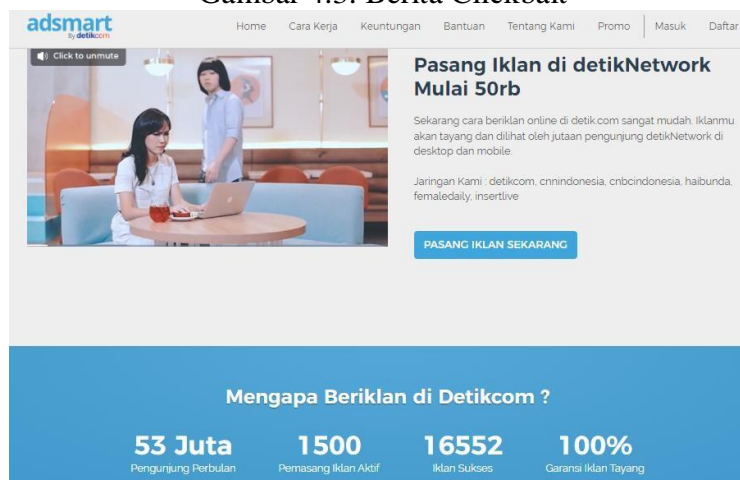 Gambar 4.5. Berita Clickbait
adsmart
By detikcom
Home Cara Kerja Keuntungan Bantuan Tentang Kami Promo Masuk Daftar
Click to unmute
Pasang Iklan di detikNetwork
Mulai 50rb
Sekarang cara beriklan online di detik.com sangat mudah. Iklanmu
akan tayang dan dilihat oleh jutaan pengunjung detikNetwork di
desktop dan mobile.
Jaringan Kami : detikcom, cnnindonesia, cnbcindonesia, haibunda,
femaledaily, insertlive
PASANG IKLAN SEKARANG
Mengapa Beriklan di Detikcom ?
53 Juta 1500 16552 100%
Pengunjung Perbulan Pemasang Iklan Aktif Iklan Sukses Garansi Iklan Tayang